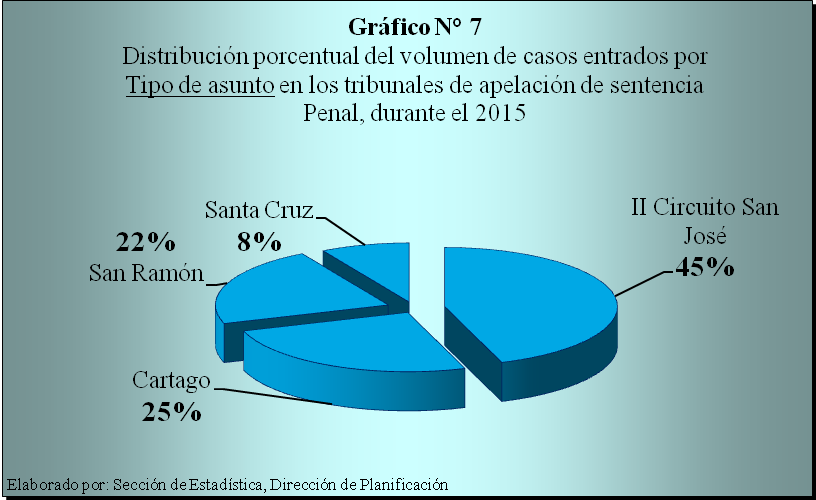 Gráfico N° 7
Distribución porcentual del volumen de casos entrados por
Tipo de asunto en los tribunales de apelación de sentencia
Penal, durante el 2015
Santa Cruz
8%
22%
San Ramón
II Circuito San
José
45%
Cartago
25%
Elaborado por: Sección de Estadística, Dirección de Planificación